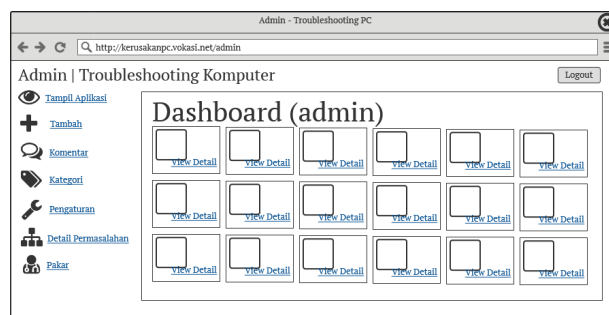 Admin - Troubleshooting PC
http://kerusakanpc.vokasi.net/admin
Admin | Troubleshooting Komputer
Logout
Tampil Aplikasi
Tambah
Komentar
Kategori
Pengaturan
Detail Permasalahan
Pakar
Dashboard (admin)
View Detail View Detail View Detail View Detail View Detail View Detail
View Detail View Detail View Detail View Detail View Detail View Detail
View Detail View Detail View Detail View Detail View Detail View Detail